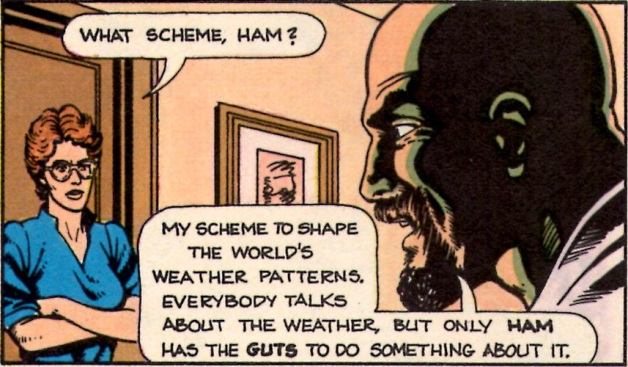 WHAT SCHEME, HAM?
MY SCHEME TO SHAPE
THE WORLD'S
WEATHER PATTERNS.
EVERYBODY TALKS
ABOUT THE WEATHER, BUT ONLY HAM
HAS THE GUTS TO DO SOMETHING ABOUT IT.